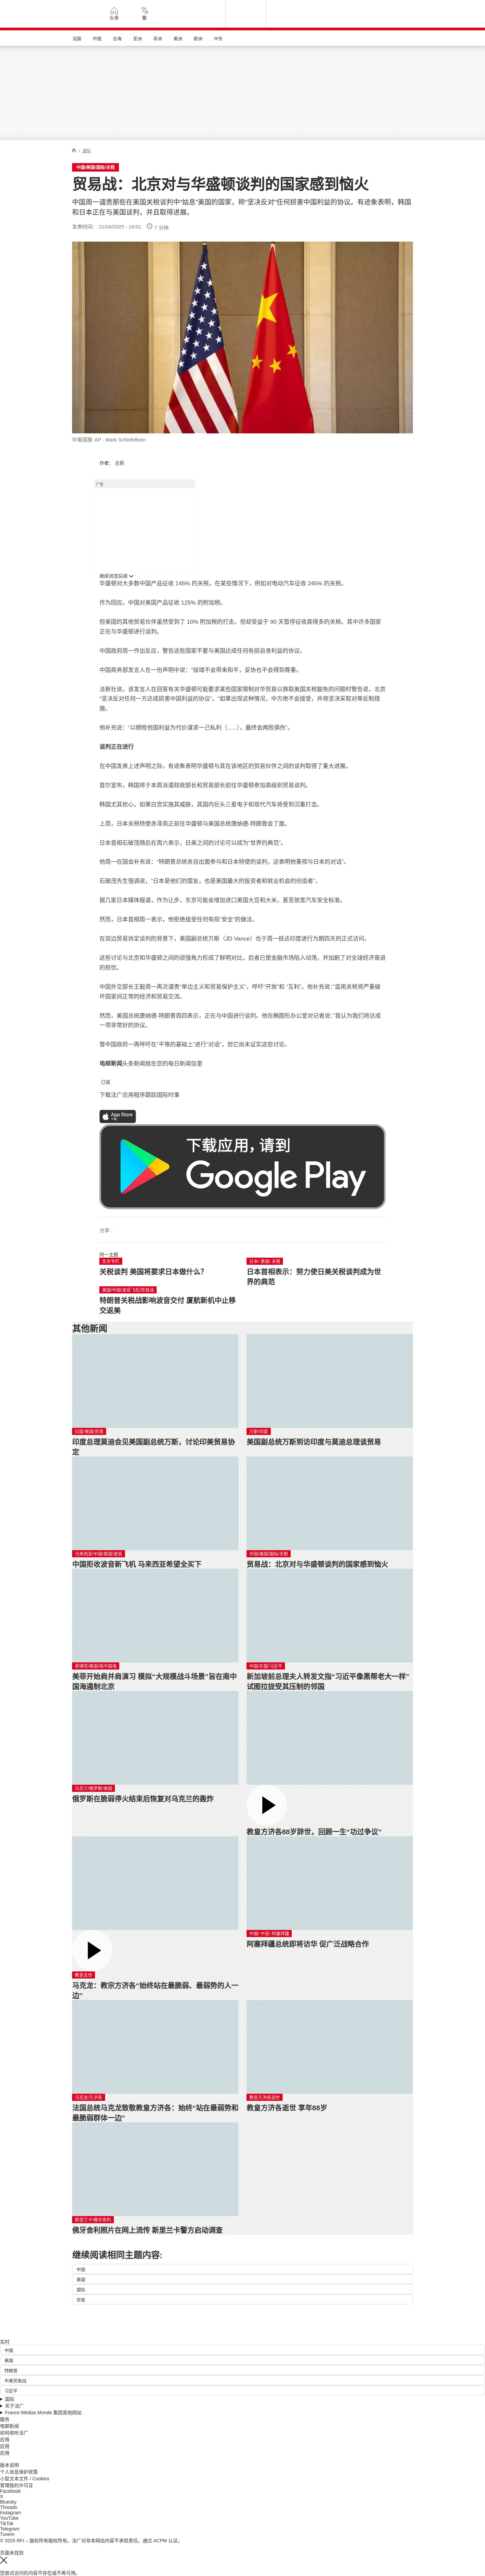 头条
繁
法国
中国
台海
亚洲
非洲
美洲
欧洲
中东
/ 国际
中国/美国/国际/关税
贸易战：北京对与华盛顿谈判的国家感到恼火
中国周一谴责那些在美国关税谈判中“姑息”美国的国家，称“坚决反对”任何损害中国利益的协议。有迹象表明，韩国
和日本正在与美国谈判，并且取得进展。
发表时间： 21/04/2025 - 19:01
7 分钟
中美国旗 AP - Mark Schiefelbein
作者： 古莉
广告
继续浏览后续
华盛顿对大多数中国产品征收 145% 的关税，在某些情况下，例如对电动汽车征收 245% 的关税。
作为回应，中国对美国产品征收 125% 的附加税。
但美国的其他贸易伙伴虽然受到了 10% 附加税的打击，但却受益于 90 天暂停征收高得多的关税。其中许多国家
正在与华盛顿进行谈判。
中国政府周一作出反应，警告这些国家不要与美国达成任何有损自身利益的协议。
中国商务部发言人在一份声明中说：“绥靖不会带来和平，妥协也不会得到尊重。
法新社说，该发言人在回答有关华盛顿可能要求某些国家限制对华贸易以换取美国关税豁免的问题时警告说，北京
“坚决反对任何一方达成损害中国利益的协议”。“如果出现这种情况，中方绝不会接受，并将坚决采取对等反制措
施。
他补充说：“以牺牲他国利益为代价谋求一己私利（......），最终会两败俱伤”。
谈判正在进行
在中国发表上述声明之际，有迹象表明华盛顿与其在该地区的贸易伙伴之间的谈判取得了重大进展。
首尔宣布，韩国将于本周派遣财政部长和贸易部长前往华盛顿参加高级别贸易谈判。
韩国尤其担心，如果白宫实施其威胁，其国内巨头三星电子和现代汽车将受到沉重打击。
上周，日本关税特使赤泽亮正前往华盛顿与美国总统唐纳德-特朗普会了面。
日本首相石破茂随后在周六表示，日美之间的讨论可以成为“世界的典范”。
他周一在国会补充说：“特朗普总统亲自出面参与和日本特使的谈判，这表明他重视与日本的对话”。
石破茂先生强调说，“日本是他们的盟友，也是美国最大的投资者和就业机会的创造者”。
据几家日本媒体报道，作为让步，东京可能会增加进口美国大豆和大米，甚至放宽汽车安全标准。
然而，日本首相周一表示，他拒绝接受任何有损“安全”的做法。
在双边贸易协定谈判的背景下，美国副总统万斯（JD Vance）也于周一抵达印度进行为期四天的正式访问。
这些讨论与北京和华盛顿之间的顽强角力形成了鲜明对比，后者已使金融市场陷入动荡，并加剧了对全球经济衰退
的担忧。
中国外交部长王毅周一再次谴责“单边主义和贸易保护主义”，呼吁“开放”和 “互利”。他补充说：“滥用关税将严重破
坏国家间正常的经济和贸易交流。
然而，美国总统唐纳德-特朗普周四表示，正在与中国进行谈判。他在椭圆形办公室对记者说：“我认为我们将达成
一项非常好的协议。
管中国政府一再呼吁在“平等的基础上”进行“对话”，但它尚未证实这些讨论。
电邮新闻头条新闻就在您的每日新闻信里
订阅
下载法广应用程序跟踪国际时事
App Store
下载应用，请到
Google Play
分享 :
同一主题
东京专栏
关税谈判 美国将要求日本做什么？
日本/ 美国/ 关税
日本首相表示：努力使日美关税谈判成为世
界的典范
美国/中国/波音飞机/贸易战
特朗普关税战影响波音交付 厦航新机中止移
交返美
其他新闻
印度/美国/贸易
印度总理莫迪会见美国副总统万斯，讨论印美贸易协
定
万斯/印度
美国副总统万斯到访印度与莫迪总理谈贸易
马来西亚/中国/美国/波音
中国拒收波音新飞机 马来西亚希望全买下
中国/美国/国际/关税
贸易战：北京对与华盛顿谈判的国家感到恼火
菲律宾/美国/南中国海
美菲开始肩并肩演习 模拟“大规模战斗场景”旨在南中
国海遏制北京
中国/东盟/习近平
新加坡前总理夫人转发文指“习近平像黑帮老大一样”
试图拉拢受其压制的邻国
乌克兰/俄罗斯/美国
俄罗斯在脆弱停火结束后恢复对乌克兰的轰炸
教皇方济各88岁辞世，回顾一生“功过争议”
教皇去世
马克龙：教宗方济各“始终站在最脆弱、最弱势的人一
边”
中国/ 中亚/ 阿塞拜疆
阿塞拜疆总统即将访华 促广泛战略合作
马克龙/方济各
法国总统马克龙致敬教皇方济各：始终“站在最弱势和
最脆弱群体一边”
教皇方济各逝世
教皇方济各逝世 享年88岁
斯里兰卡/佛牙舍利
佛牙舍利照片在网上流传 斯里兰卡警方启动调查
继续阅读相同主题内容:
中国
美国
国际
贸易
实时
中国
美国
特朗普
中美贸易战
习近平
国际
关于法广
France Médias Monde 集团其他网站
服务
电邮新闻
如何收听法广
应用
应用
应用
版本说明
个人信息保护政策
小型文本文件 / Cookies
管理我的许可证
Facebook
X
Bluesky
Threads
Instagram
YouTube
TikTok
Telegram
TuneIn
© 2025 RFI – 版权所有版权所有。法广对非本网站内容不承担责任。通过 ACPM 认证。
页面未找到
您尝试访问的内容不存在或不再可用。